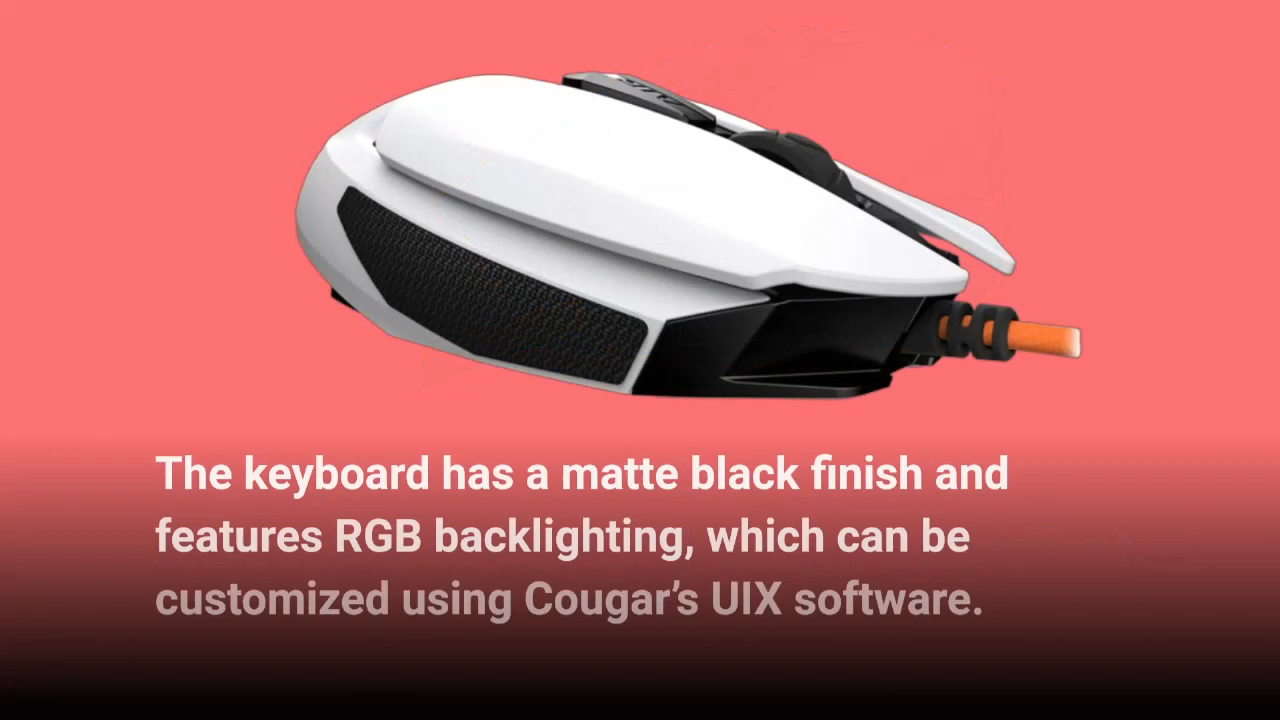 The keyboard has a matte black finish and
features RGB backlighting, which can be
customized using Cougar’s UIX software.